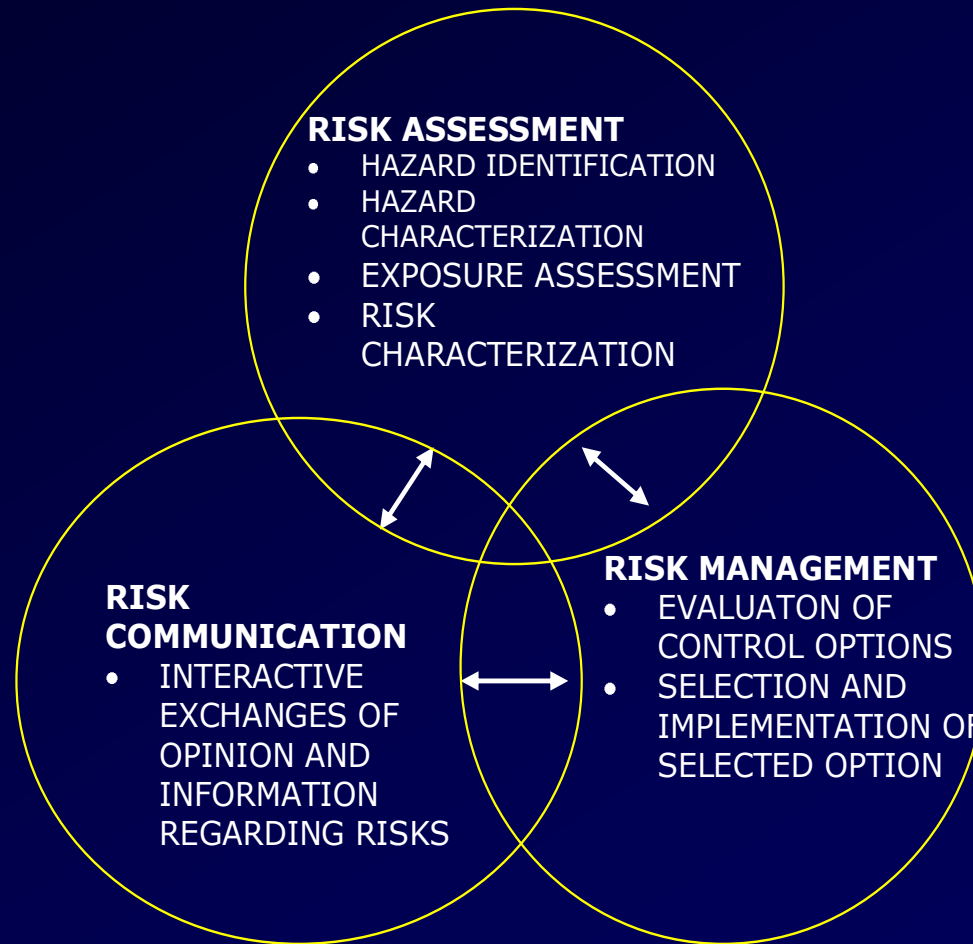 RISK ASSESSMENT
• HAZARD IDENTIFICATION
• HAZARD
CHARACTERIZATION
• EXPOSURE ASSESSMENT
• RISK
CHARACTERIZATION
RISK
COMMUNICATION
• INTERACTIVE
EXCHANGES OF
OPINION AND
INFORMATION
REGARDING RISKS
RISK MANAGEMENT
• EVALUATON OF
CONTROL OPTIONS
• SELECTION AND
IMPLEMENTATION OF
SELECTED OPTION